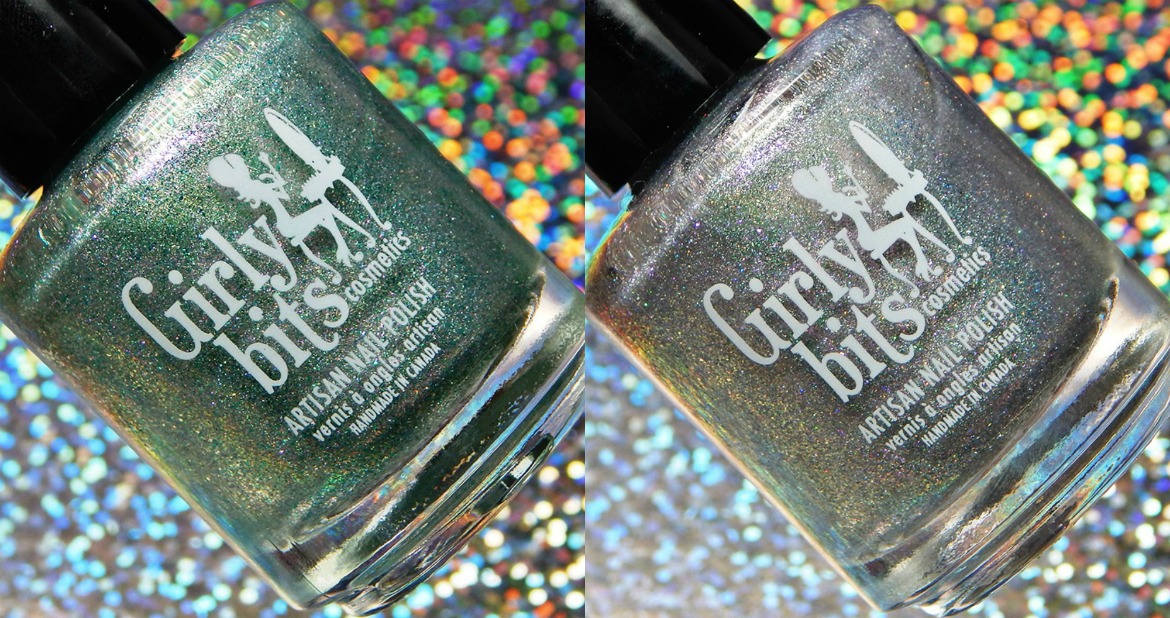 Girly
bits
cosmetics
ARTISAN NAIL POLISH
vernis à ongles artisan
HANDMADE IN CANADA
Girly
bits
cosmetics
ARTISAN NAIL POLISH
vernis à ongles artisan
HANDMADE IN CANADA